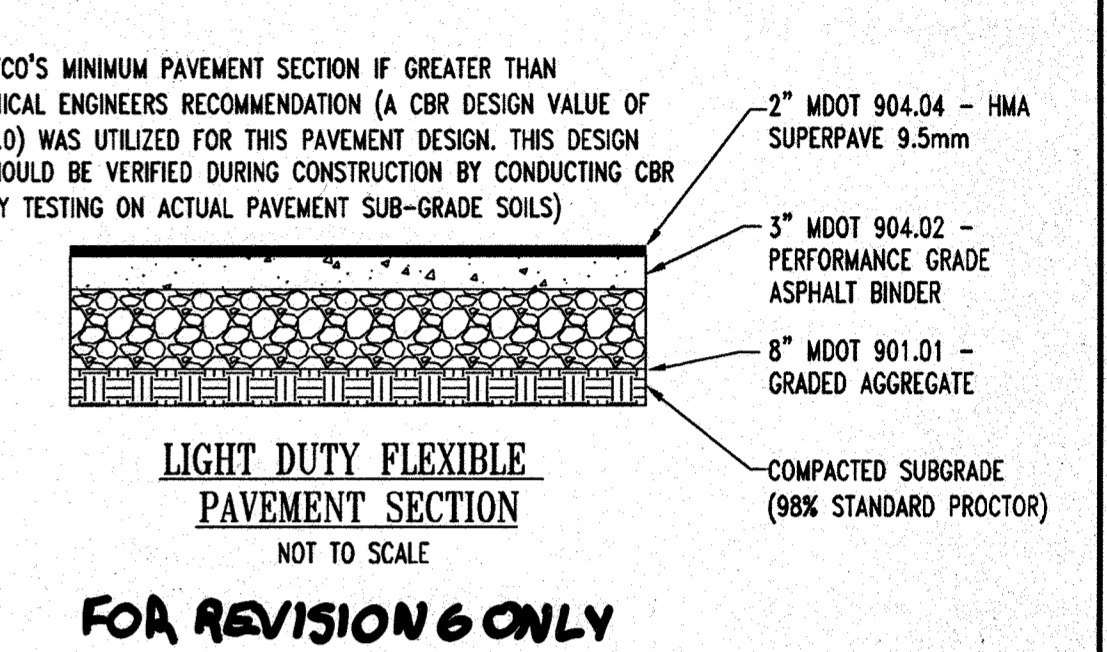 CO'S MINIMUM PAVEMENT SECTION IF GREATER THAN
NICAL ENGINEERS RECOMMENDATION (A CBR DESIGN VALUE OF
.0) WAS UTILIZED FOR THIS PAVEMENT DESIGN. THIS DESIGN
HOULD BE VERIFIED DURING CONSTRUCTION BY CONDUCTING CBR
Y TESTING ON ACTUAL PAVEMENT SUB-GRADE SOILS)
2" MDOT 904.04 - HMA
SUPERPAVE 9.5mm
3" MDOT 904.02 -
PERFORMANCE GRADE
ASPHALT BINDER
8" MDOT 901.01 -
GRADED AGGREGATE
COMPACTED SUBGRADE
(98% STANDARD PROCTOR)
LIGHT DUTY FLEXIBLE
PAVEMENT SECTION
NOT TO SCALE
FOR REVISION 6 ONLY